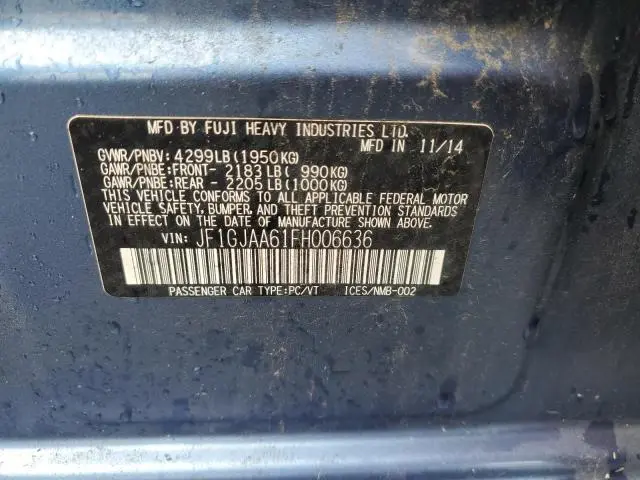 MFD BY FUJI HEAVY INDUSTRIES LTD.
MFD IN 11/14
GVWR/PNBV: 4299LB(1950KG)
GAWR/PNBE:FRONT- 2183LB( 990KG)
GAWR/PNBE:REAR - 2205LB(1000KG)
THIS VEHICLE CONFORMS TO ALL APPLICABLE FEDERAL MOTOR
VEHICLE SAFETY, BUMPER, AND THEFT PREVENTION STANDARDS
IN EFFECT ON THE DATE OF MANUFACTURE SHOWN ABOVE.
VIN: JF1GJAA61FH006636
PASSENGER CAR TYPE:PC/VT ICES/NMB-002